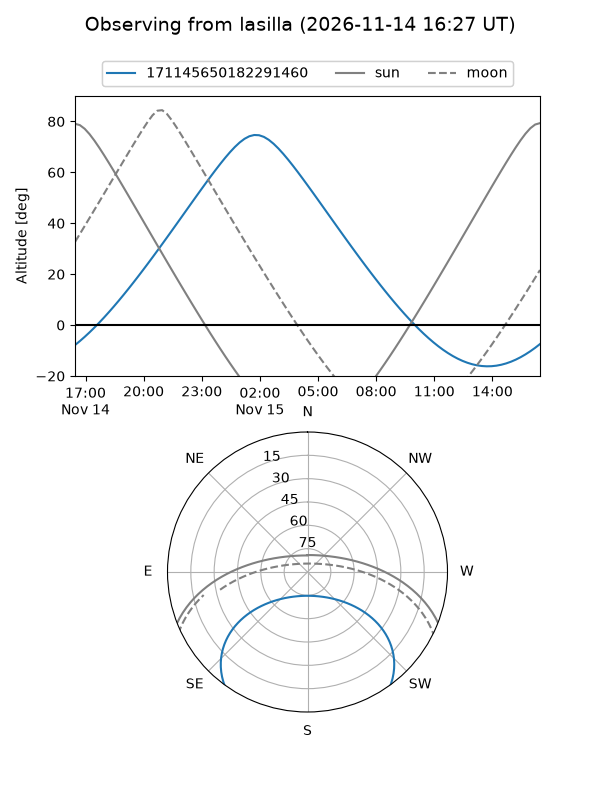 Observing from lasilla (2026-11-14 16:27 UT)
171145650182291460 sun moon
80
60
40
20
0
−20
Altitude [deg]
17:00 20:00 23:00 02:00 05:00 08:00 11:00 14:00
Nov 14 Nov 15
N
NE NW
15
30
45
60
75
E W
SE SW
S